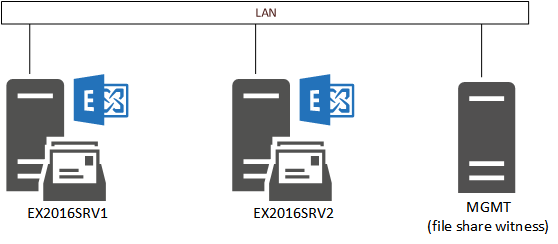 LAN
E
E
EX2016SRV1
EX2016SRV2
MGMT
(file share witness)